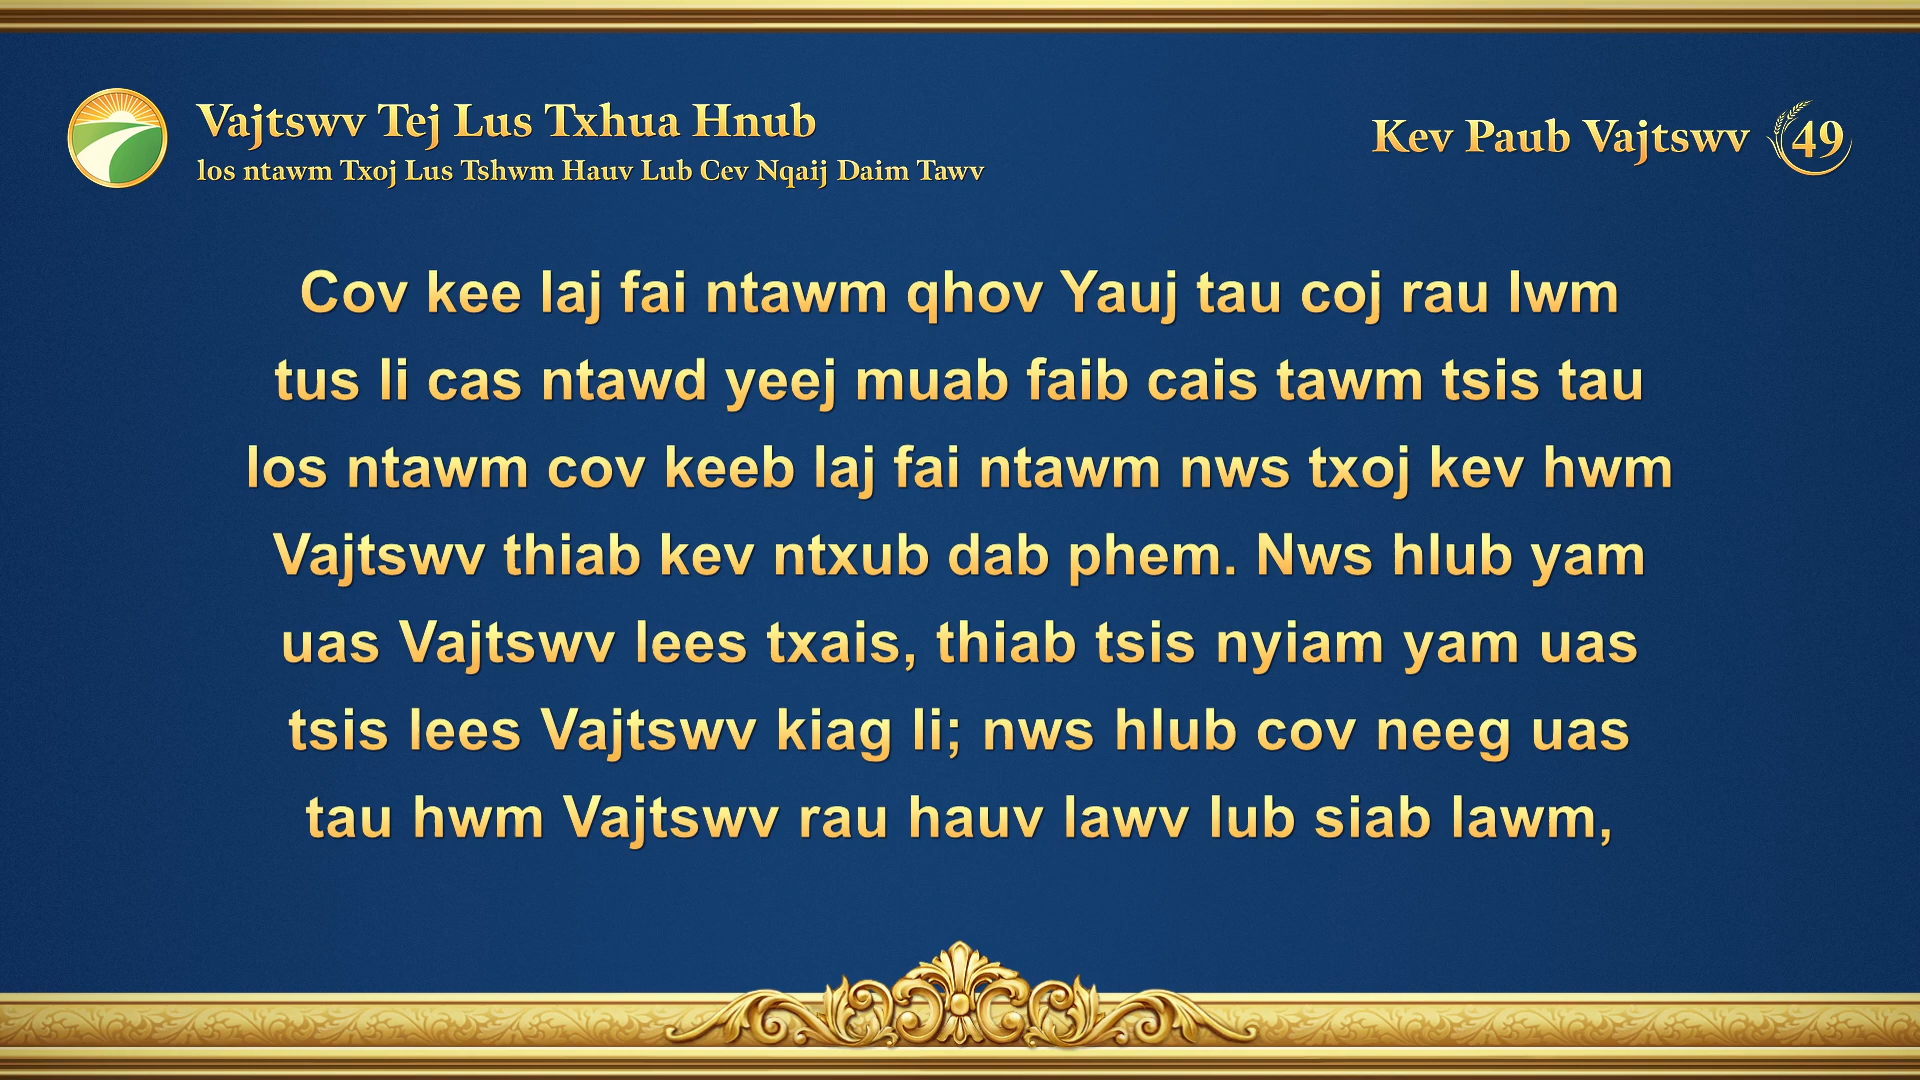 Vajtswv Tej Lus Txhua Hnub
los ntawm Txoj Lus Tshwm Hauv Lub Cev Nqaij Daim Tawv
Kev Paub Vajtswv 49
Cov kee laj fai ntawm qhov Yauj tau coj rau lwm
tus li cas ntawd yeej muab faib cais tawm tsis tau
los ntawm cov keeb laj fai ntawm nws txoj kev hwm
Vajtswv thiab kev ntxub dab phem. Nws hlub yam
uas Vajtswv lees txais, thiab tsis nyiam yam uas
tsis lees Vajtswv kiag li; nws hlub cov neeg uas
tau hwm Vajtswv rau hauv lawv lub siab lawm,